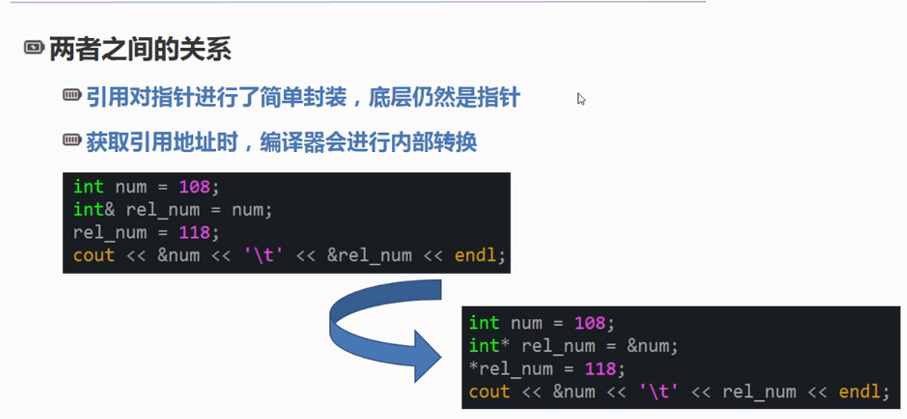 两者之间的关系
引用对指针进行了简单封装，底层仍然是指针
获取引用地址时，编译器会进行内部转换
int num = 108;
int& rel_num = num;
rel_num = 118;
cout << &num << '\t' << &rel_num << endl;
int num = 108;
int* rel_num = &num;
*rel_num = 118;
cout << &num << '\t' << rel_num << endl;